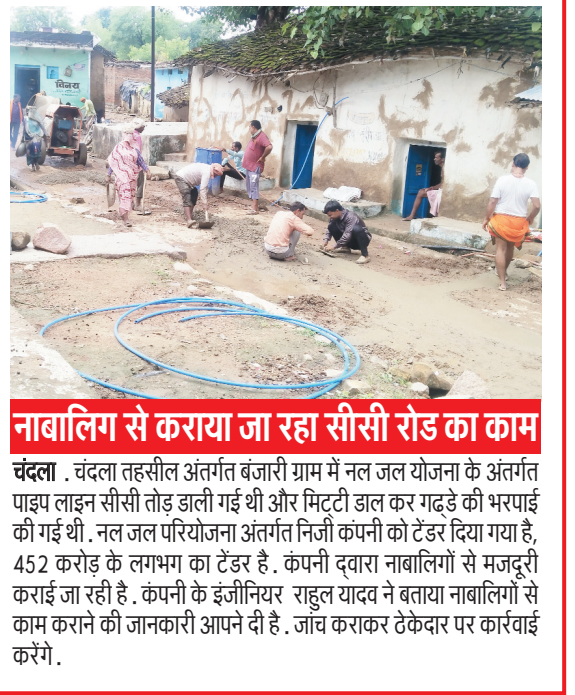 विनय
नाबालिग से कराया जा रहा सीसी रोड का काम
चंदला . चंदला तहसील अंतर्गत बंजारी ग्राम में नल जल योजना के अंतर्गत
पाइप लाइन सीसी तोड़ डाली गई थी और मिट्टी डाल कर गढ्डे की भरपाई
की गई थी . नल जल परियोजना अंतर्गत निजी कंपनी को टेंडर दिया गया है,
452 करोड़ के लगभग का टेंडर है . कंपनी द्वारा नाबालिगों से मजदूरी
कराई जा रही है . कंपनी के इंजीनियर राहुल यादव ने बताया नाबालिगों से
काम कराने की जानकारी आपने दी है . जांच कराकर ठेकेदार पर कार्रवाई
करेंगे .